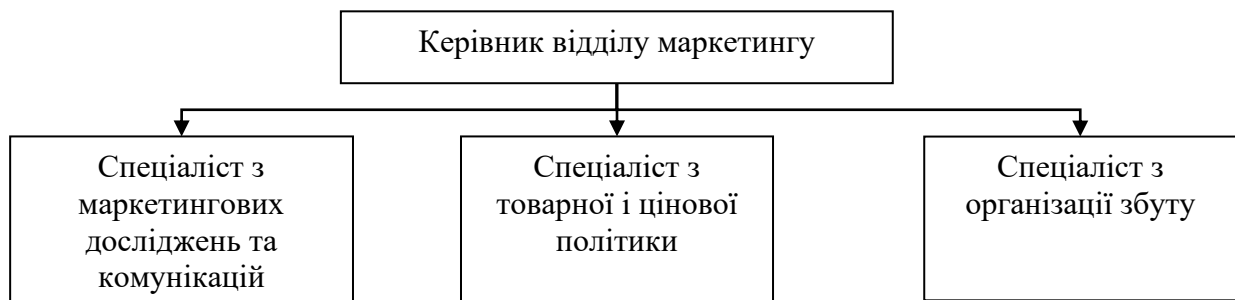 Керівник відділу маркетингу
Спеціаліст з
маркетингових
досліджень та
комунікацій
Спеціаліст з
товарної і цінової
політики
Спеціаліст з
організації збуту